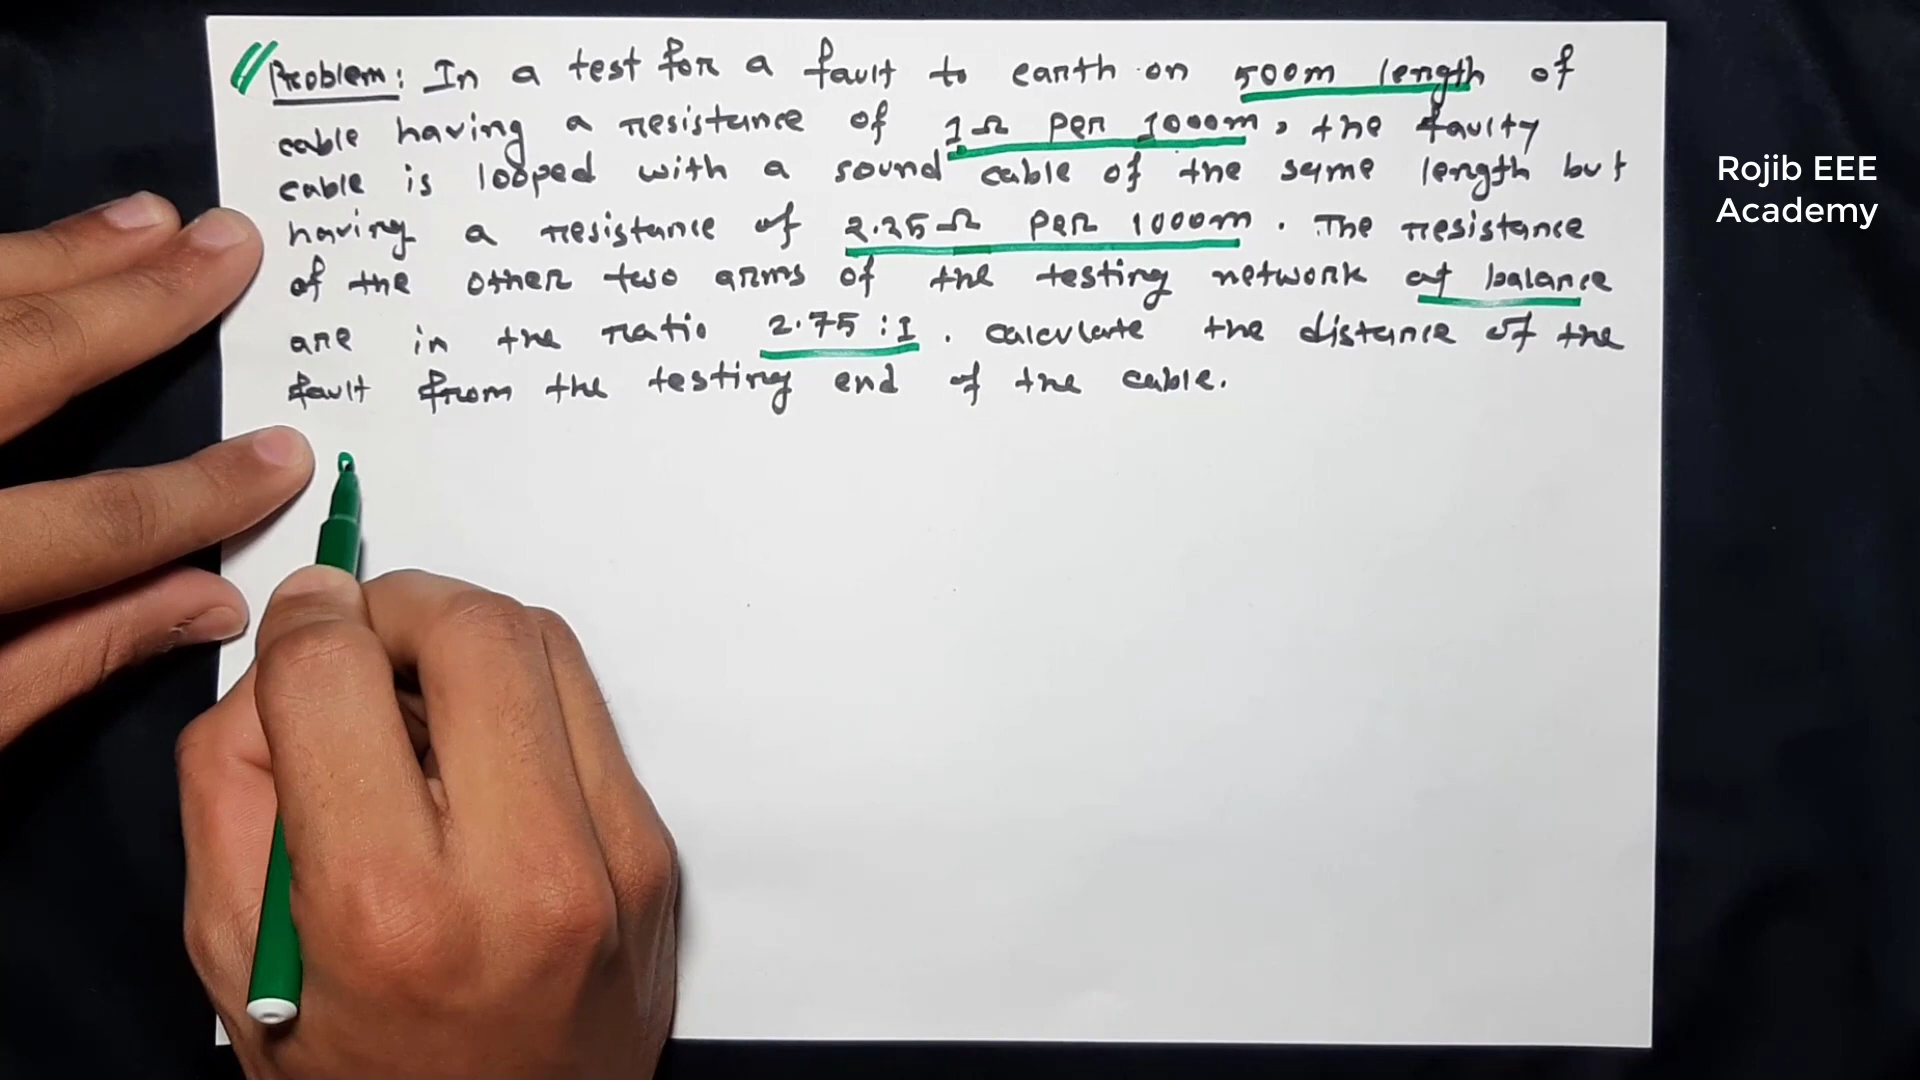 Problem: In a test for a fault to earth on 500m length of
cable having a resistance of 1Ω per 1000m, the faulty
cable is looped with a sound cable of the same length but
having a resistance of 2.25Ω per 1000m. The resistance
of the other two arms of the testing network at balance
are in the ratio 2.75:1. calculate the distance of the
fault from the testing end of the cable.
Rojib EEE
Academy